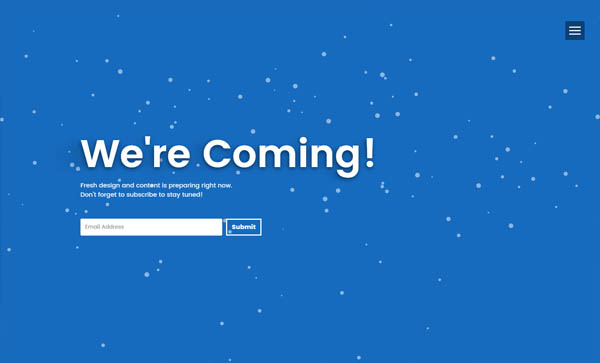 We're Coming!
Fresh design and content is preparing right now.
Don't forget to subscribe to stay tuned!
Email Address
Submit